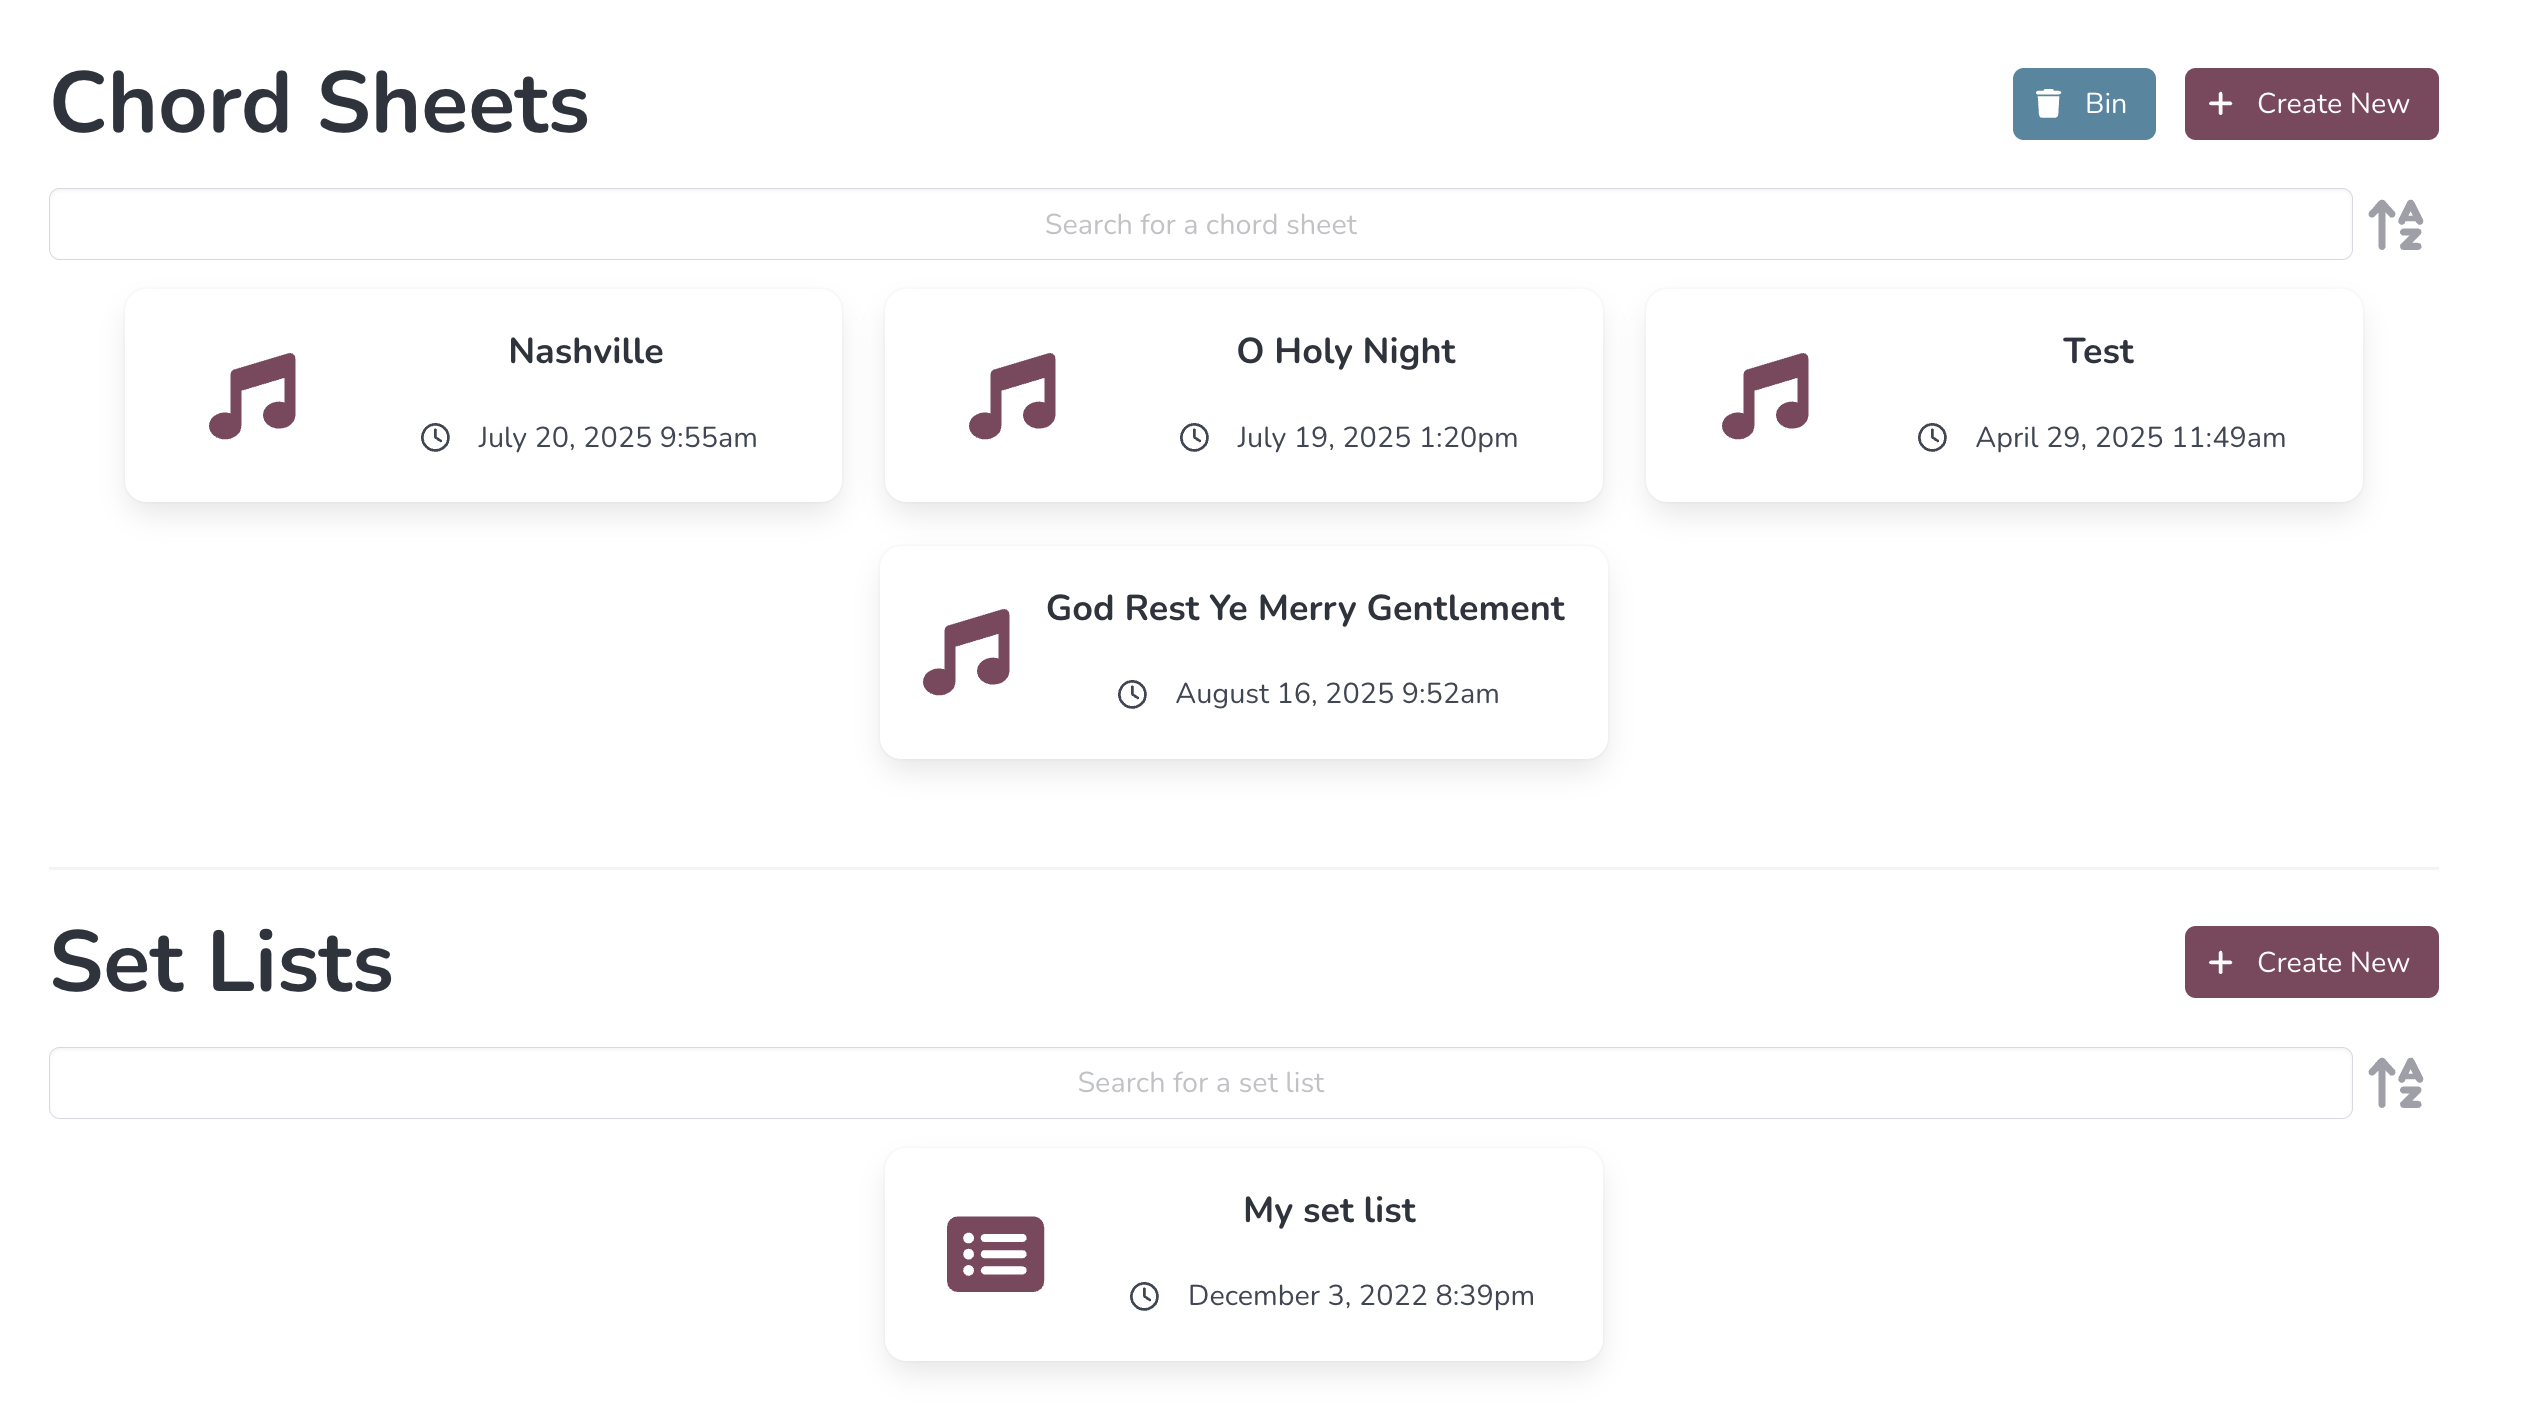 Chord Sheets
Bin
Create New
Search for a chord sheet
Nashville
July 20, 2025 9:55am
O Holy Night
July 19, 2025 1:20pm
Test
April 29, 2025 11:49am
God Rest Ye Merry Gentlement
August 16, 2025 9:52am
Set Lists
Create New
Search for a set list
My set list
December 3, 2022 8:39pm